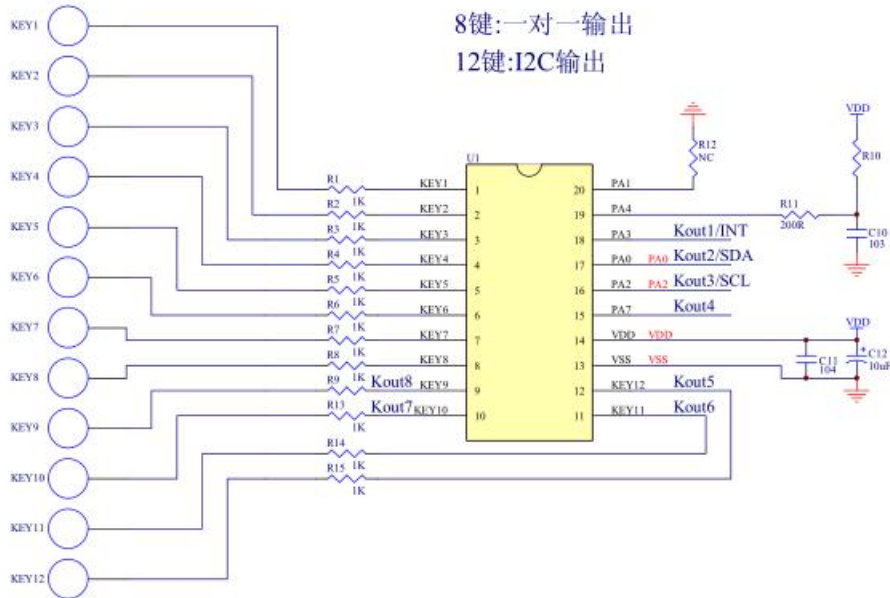 8键:一对一输出
12键:I2C输出
KEY1
KEY2
KEY3
KEY4
KEY5
KEY6
KEY7
KEY8
KEY9
KEY10
KEY11
KEY12
R1 1K
R2 1K
R3 1K
R4 1K
R5 1K
R6 1K
R7 1K
R8 1K
R9 1K
R13 1K
R14 1K
R15 1K
Kout8
Kout7
U1
KEY1 1
KEY2 2
KEY3 3
KEY4 4
KEY5 5
KEY6 6
KEY7 7
KEY8 8
KEY9 9
KEY10 10
20 PA1
19 PA4
18 PA3 Kout1/INT
17 PA0 PA0 Kout2/SDA
16 PA2 PA2 Kout3/SCL
15 PA7 Kout4
14 VDD VDD
13 VSS VSS
12 KEY12 Kout5
11 KEY11 Kout6
R12
NC
VDD
R10
R11
200R
C10
103
VDD
C11
104
C12
10uF
+